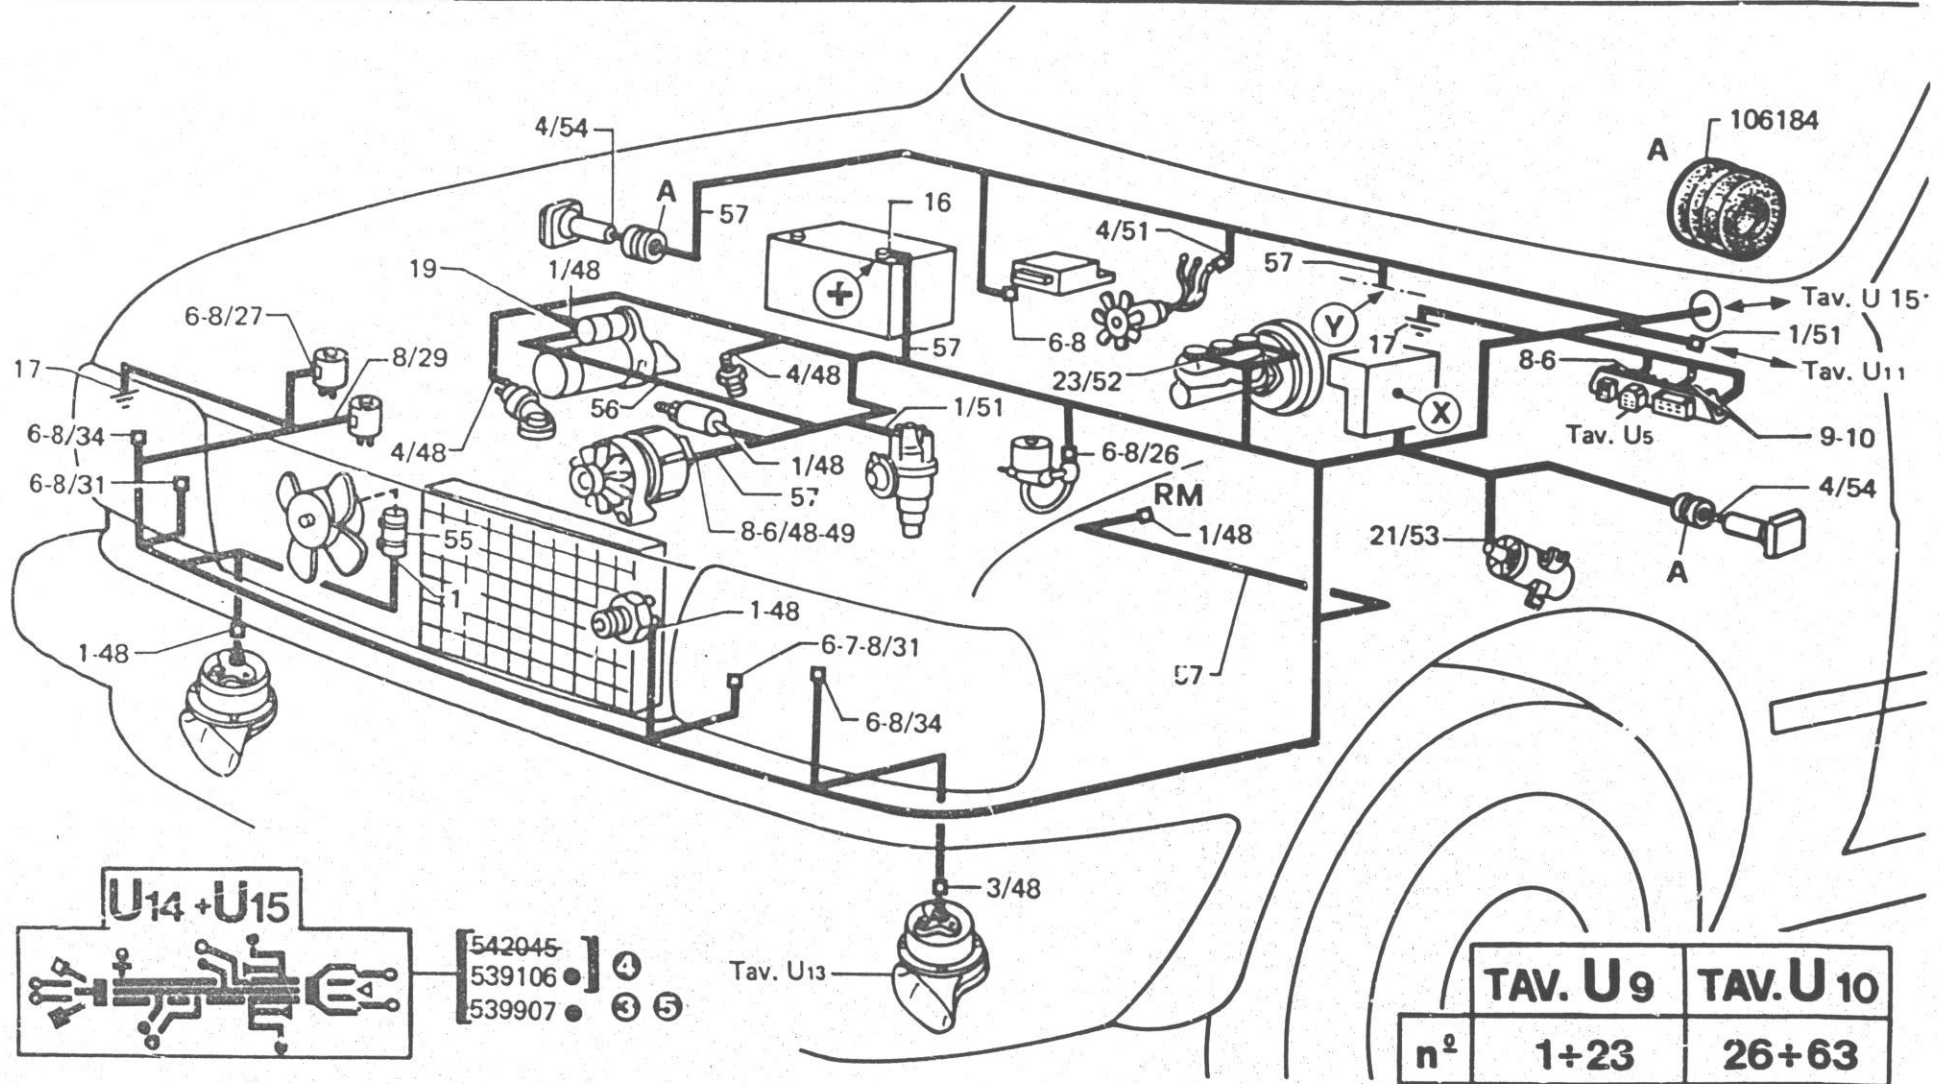 106184
A
4/54
A
57
16
4/51
57
Tav. U 15
19
1/48
6-8/27
Y
17
1/51
6-8
57
8/29
17
4/48
23/52
8-6
Tav. U11
56
X
1/51
6-8/34
4/48
1/48
6-8/26
Tav. U5
9-10
6-8/31
57
RM
4/54
55
8-6/48-49
1/48
21/53
A
1
1-48
1-48
6-7-8/31
57
6-8/34
3/48
U14 + U15
542045
539106 ● 4
539907 ● 3 5
Tav. U13
TAV. U 9 TAV. U 10
nº 1÷23 26÷63